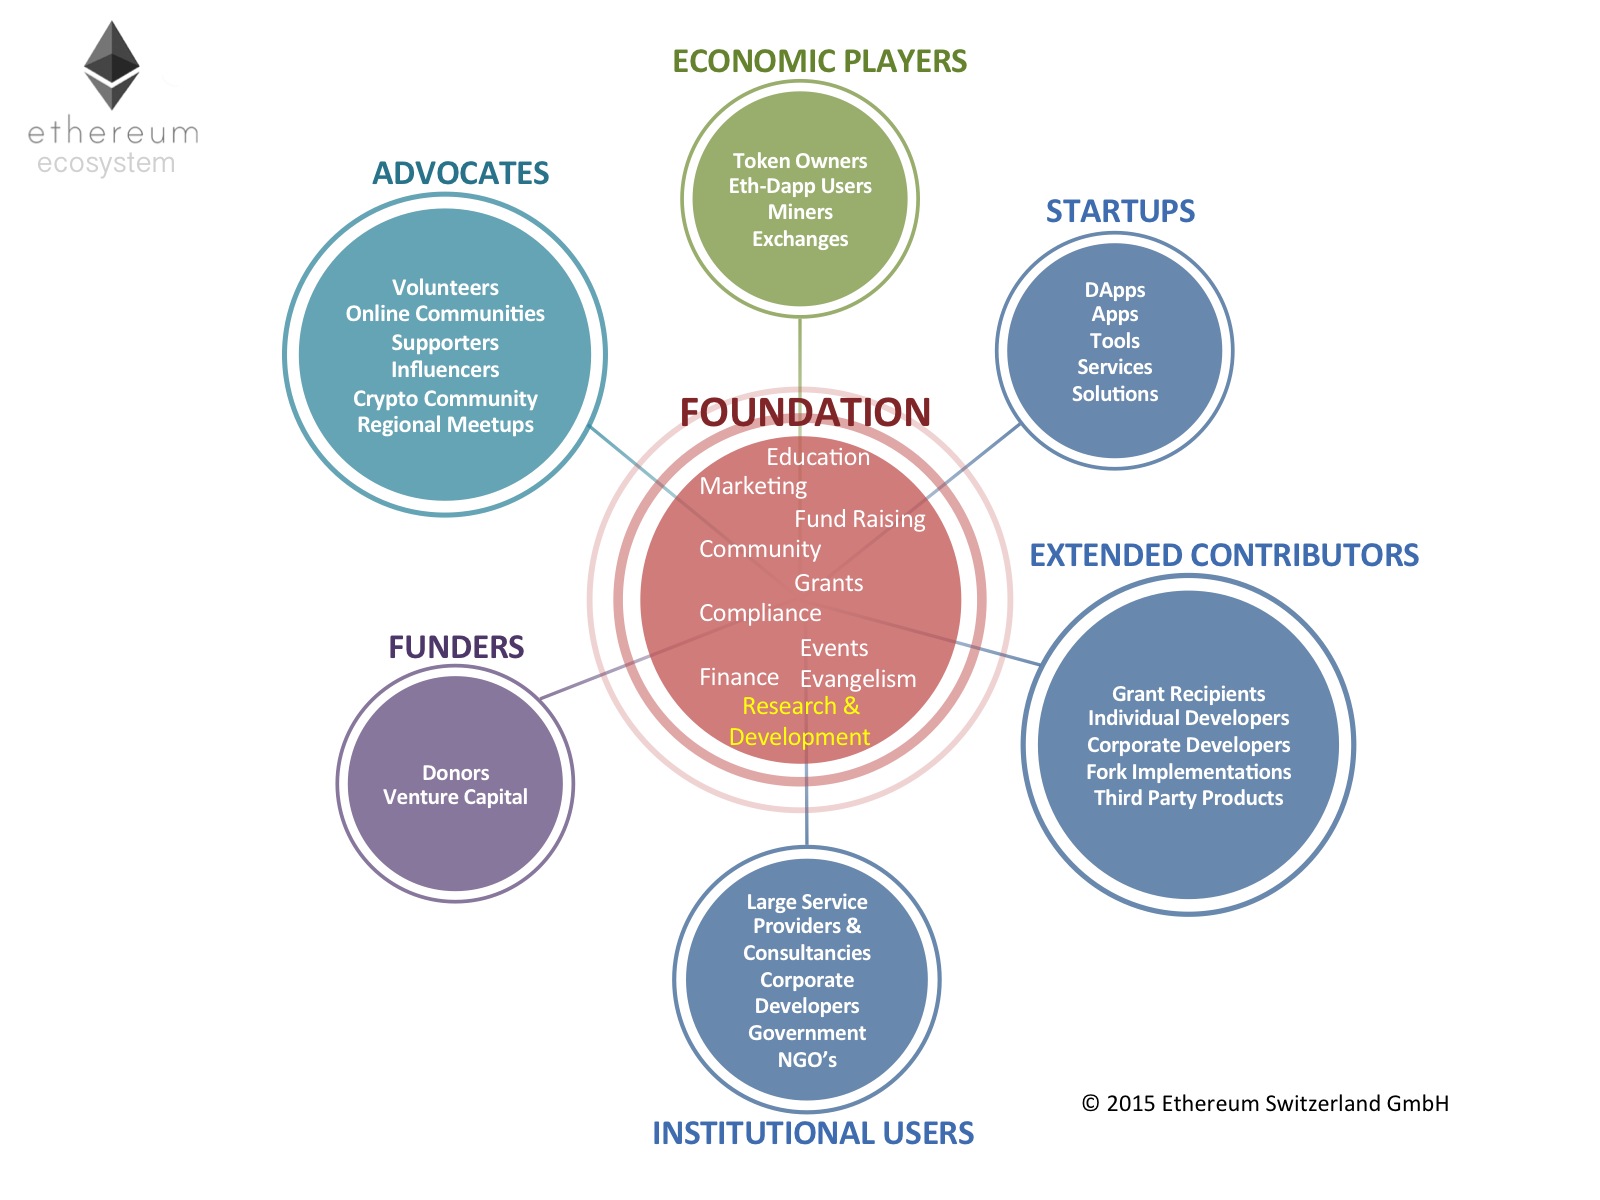 ethereum
ecosystem
ECONOMIC PLAYERS
Token Owners
Eth-Dapp Users
Miners
Exchanges
ADVOCATES
Volunteers
Online Communities
Supporters
Influencers
Crypto Community
Regional Meetups
STARTUPS
DApps
Apps
Tools
Services
Solutions
FOUNDATION
Education
Marketing
Fund Raising
Community
Grants
Compliance
Events
Finance Evangelism
Research &
Development
EXTENDED CONTRIBUTORS
Grant Recipients
Individual Developers
Corporate Developers
Fork Implementations
Third Party Products
FUNDERS
Donors
Venture Capital
Large Service
Providers &
Consultancies
Corporate
Developers
Government
NGO’s
INSTITUTIONAL USERS
© 2015 Ethereum Switzerland GmbH